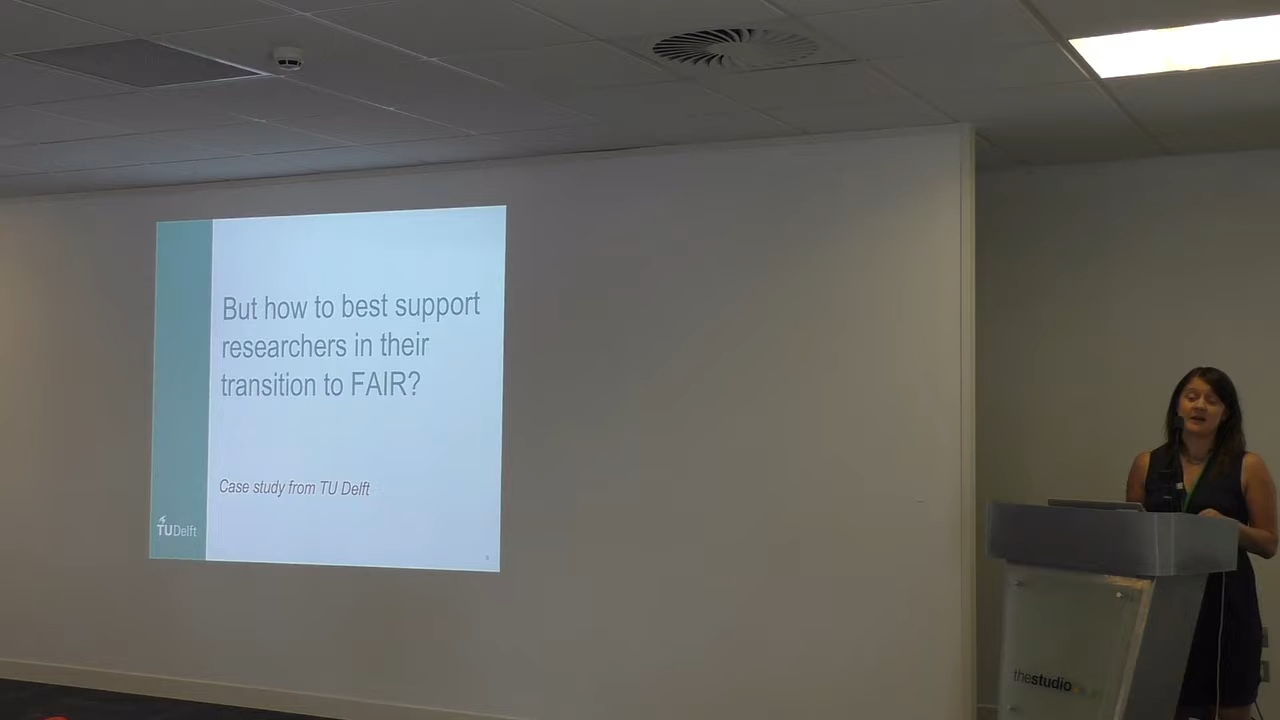 But how to best support
researchers in their
transition to FAIR?
Case study from TU Delft
TUDelft
thestudio